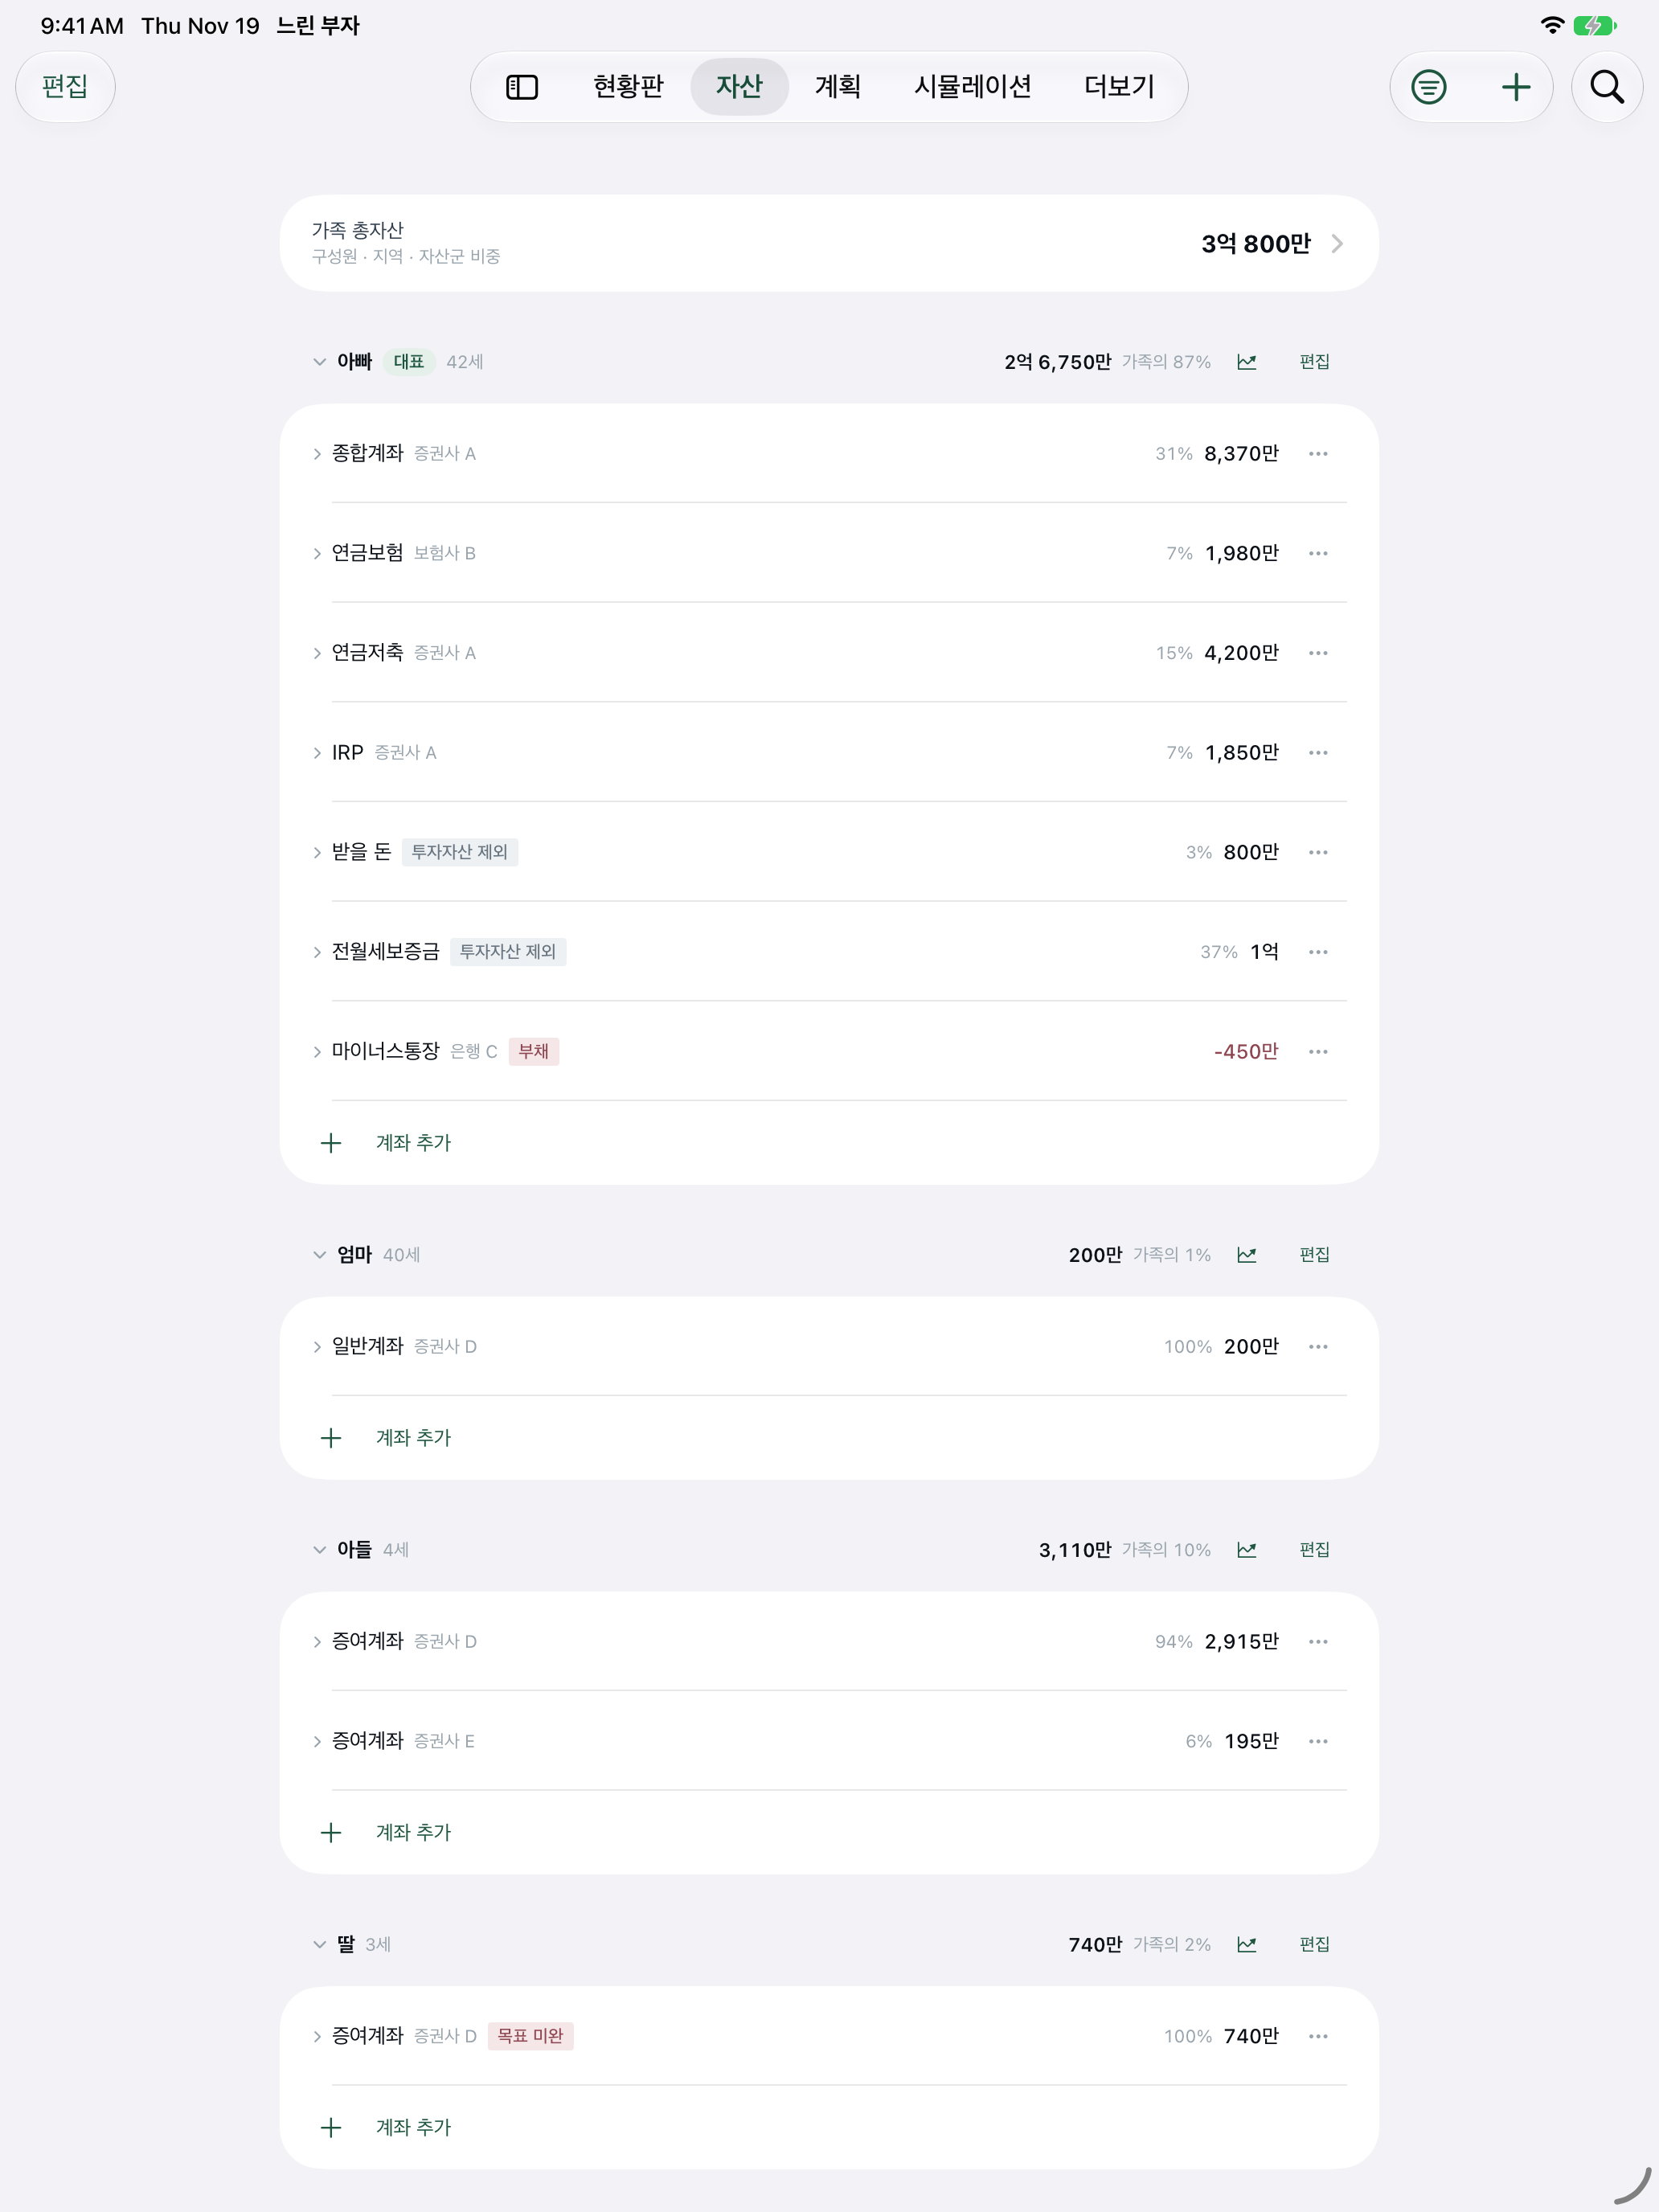 9:41 AM Thu Nov 19 느린 부자
편집 현황판 자산 계획 시뮬레이션 더보기
가족 총자산
구성원 · 지역 · 자산군 비중
3억 800만
아빠 대표 42세 2억 6,750만 가족의 87% 편집
종합계좌 증권사 A 31% 8,370만
연금보험 보험사 B 7% 1,980만
연금저축 증권사 A 15% 4,200만
IRP 증권사 A 7% 1,850만
받을 돈 투자자산 제외 3% 800만
전월세보증금 투자자산 제외 37% 1억
마이너스통장 은행 C 부채 -450만
계좌 추가
엄마 40세 200만 가족의 1% 편집
일반계좌 증권사 D 100% 200만
계좌 추가
아들 4세 3,110만 가족의 10% 편집
증여계좌 증권사 D 94% 2,915만
증여계좌 증권사 E 6% 195만
계좌 추가
딸 3세 740만 가족의 2% 편집
증여계좌 증권사 D 목표 미완 100% 740만
계좌 추가